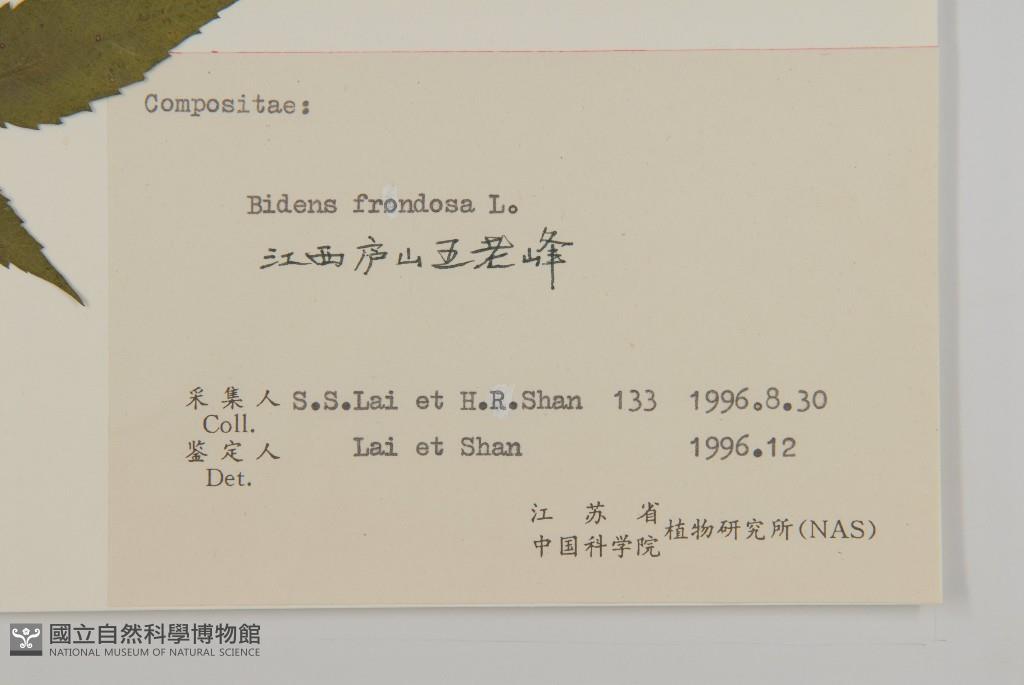 Compositae:
Bidens frondosa L.
江西庐山五老峰
采集人 S.S.Lai et H.R.Shan 133 1996.8.30
Coll.
鉴定人 Lai et Shan 1996.12
Det.
江苏省
中国科学院 植物研究所(NAS)
國立自然科學博物館
NATIONAL MUSEUM OF NATURAL SCIENCE